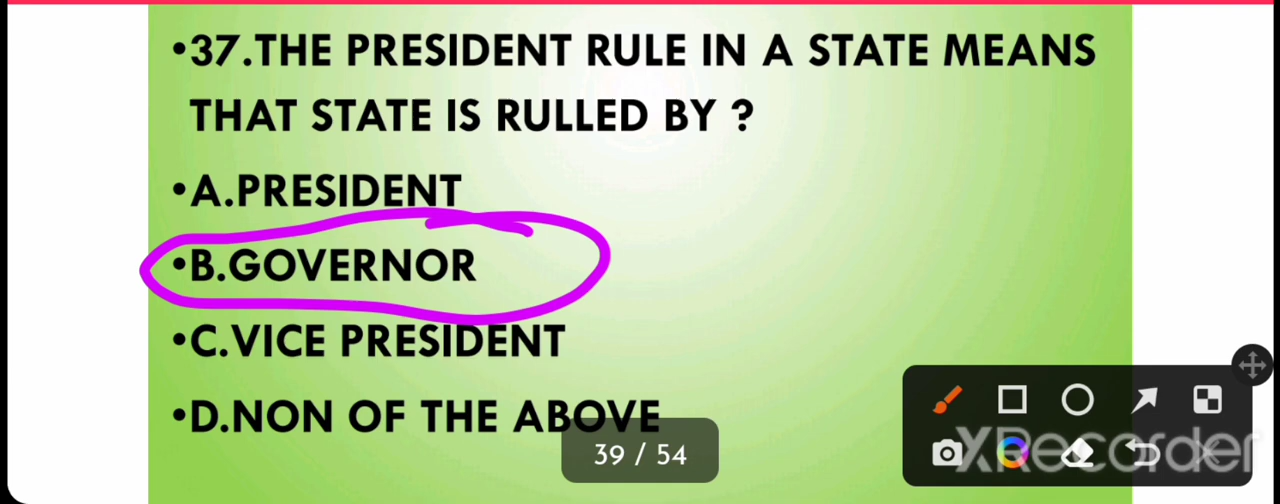 •37.THE PRESIDENT RULE IN A STATE MEANS
THAT STATE IS RULLED BY ?
•A.PRESIDENT
•B.GOVERNOR
•C.VICE PRESIDENT
•D.NON OF THE ABOVE
39 / 54
XRecorder